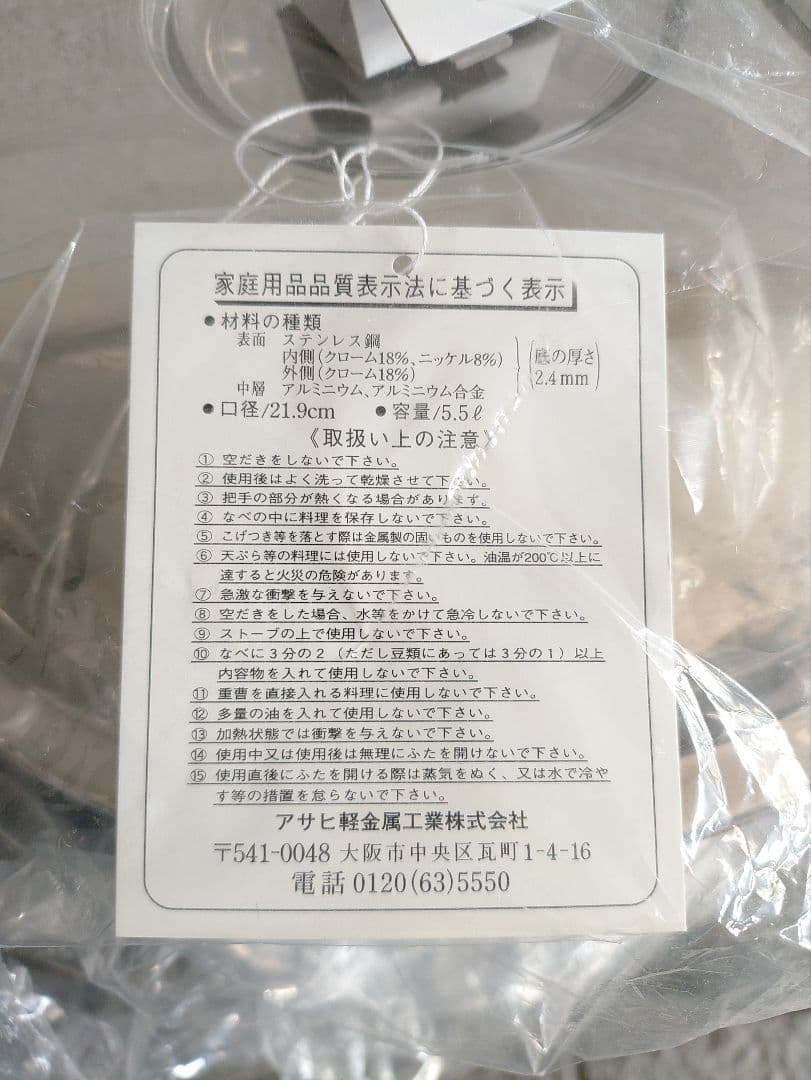 家庭用品品質表示法に基づく表示
●材料の種類
表面 ステンレス鋼
内側(クローム18%、ニッケル8%)
外側(クローム18%)
中層 アルミニウム、アルミニウム合金
(底の厚さ
2.4mm)
●口径/21.9cm ●容量/5.5ℓ
《取扱い上の注意》
① 空だきをしないで下さい。
② 使用後はよく洗って乾燥させて下さい。
③ 把手の部分が熱くなる場合があります。
④ なべの中に料理を保存しないで下さい。
⑤ こげつき等を落とす際は金属製の固いものを使用しないで下さい。
⑥ 天ぷら等の料理には使用しないで下さい。油温が200℃以上に
達すると火災の危険があります。
⑦ 急激な衝撃を与えないで下さい。
⑧ 空だきをした場合、水等をかけて急冷しないで下さい。
⑨ ストーブの上で使用しないで下さい。
⑩ なべに3分の2(ただし豆類にあっては3分の1)以上
内容物を入れて使用しないで下さい。
⑪ 重曹を直接入れる料理に使用しないで下さい。
⑫ 多量の油を入れて使用しないで下さい。
⑬ 加熱状態では衝撃を与えないで下さい。
⑭ 使用中又は使用後は無理にふたを開けないで下さい。
⑮ 使用直後にふたを開ける際は蒸気をぬく、又は水で冷や
す等の措置を怠らないで下さい。
アサヒ軽金属工業株式会社
〒541-0048 大阪市中央区瓦町1-4-16
電話 0120(63)5550